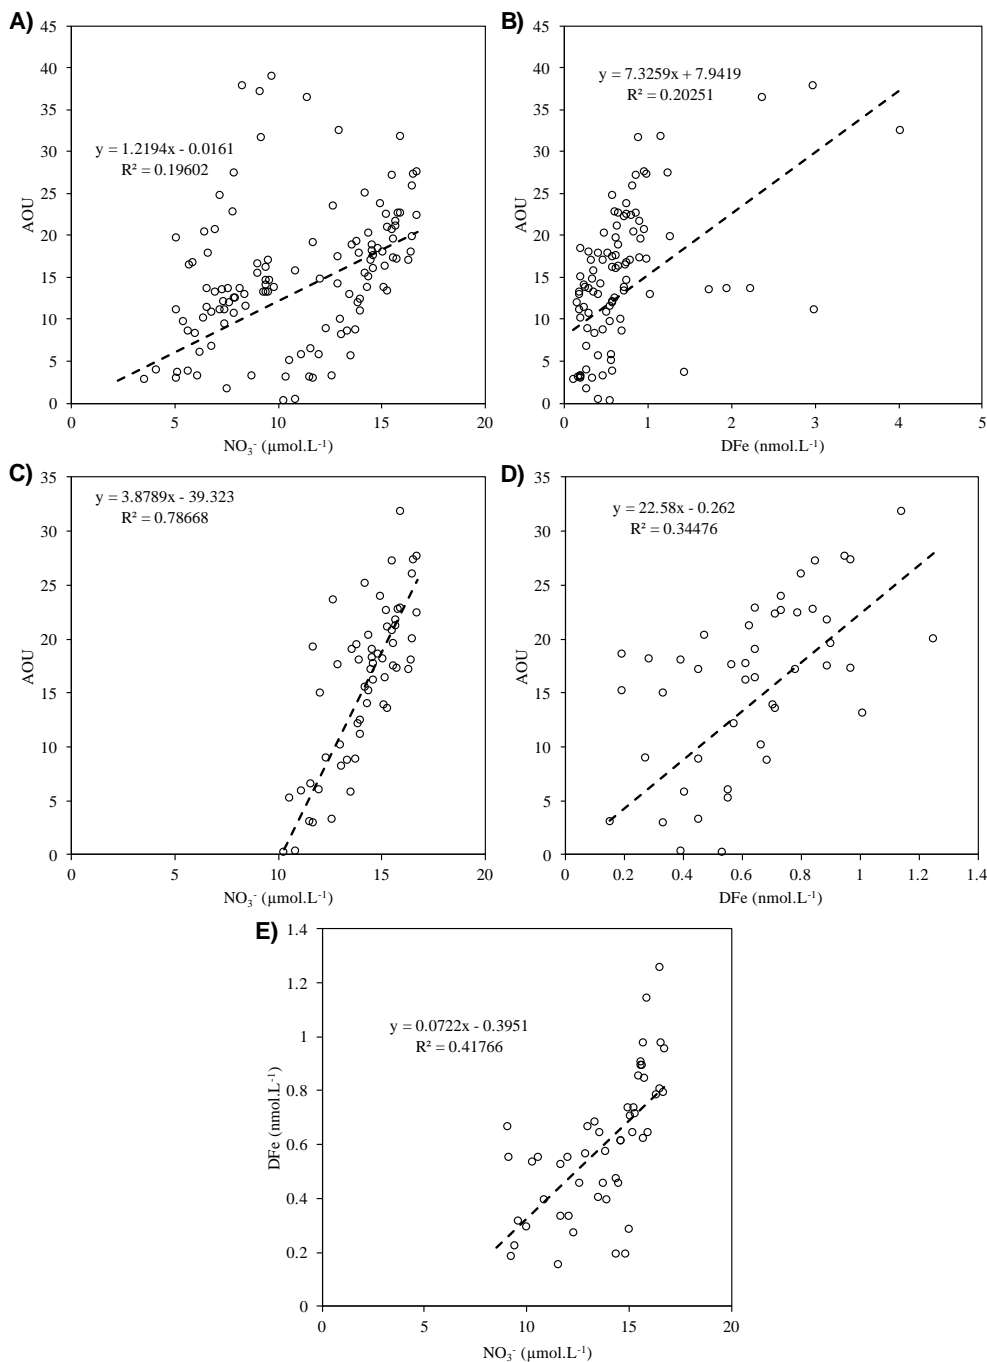 A)
45
40
35
30
25
20
15
10
5
0
AOU
y = 1.2194x - 0.0161
R² = 0.19602
0 5 10 15 20
NO₃⁻ (µmol.L⁻¹)
B)
45
40
35
30
25
20
15
10
5
0
AOU
y = 7.3259x + 7.9419
R² = 0.20251
0 1 2 3 4 5
DFe (nmol.L⁻¹)
C)
35
30
25
20
15
10
5
0
AOU
y = 3.8789x - 39.323
R² = 0.78668
0 5 10 15 20
NO₃⁻ (µmol.L⁻¹)
D)
35
30
25
20
15
10
5
0
AOU
y = 22.58x - 0.262
R² = 0.34476
0 0.2 0.4 0.6 0.8 1 1.2 1.4
DFe (nmol.L⁻¹)
E)
1.4
1.2
1
0.8
0.6
0.4
0.2
0
DFe (nmol.L⁻¹)
y = 0.0722x - 0.3951
R² = 0.41766
0 5 10 15 20
NO₃⁻ (µmol.L⁻¹)